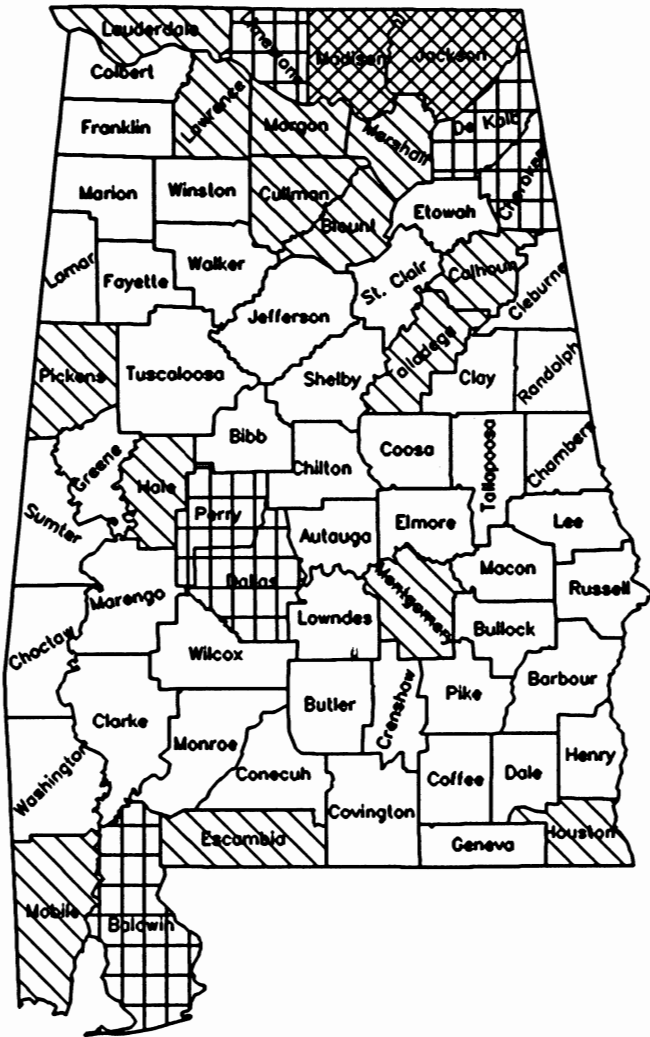 Lauderdale
Limestone
Madison
Jackson
Colbert
Lawrence
Franklin
Morgan
Marshall
De Kalb
Cherokee
Marion
Winston
Cullman
Blount
Etowah
Lamar
Fayette
Walker
St. Clair
Calhoun
Cleburne
Jefferson
Talladega
Pickens
Tuscaloosa
Shelby
Clay
Randolph
Bibb
Coosa
Tallapoosa
Chambers
Greene
Hale
Chilton
Sumter
Perry
Autauga
Elmore
Lee
Macon
Dallas
Montgomery
Russell
Marengo
Lowndes
Bullock
Choctaw
Wilcox
Barbour
Clarke
Butler
Crenshaw
Pike
Monroe
Washington
Conecuh
Covington
Coffee
Dale
Henry
Escambia
Geneva
Houston
Mobile
Baldwin